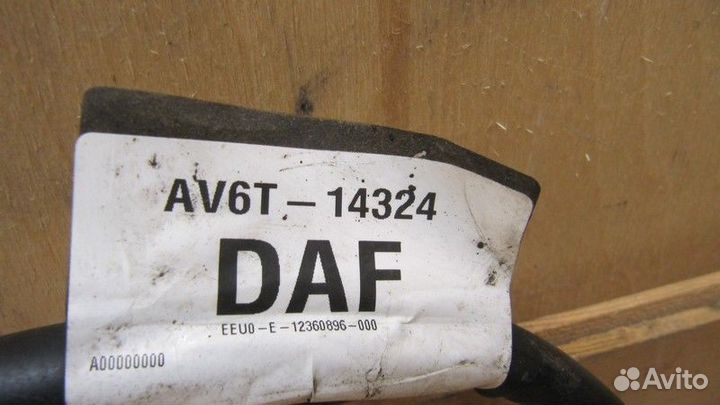 AV6T-14324
DAF
EEU0-E-12360896-000
A00000000
Avito